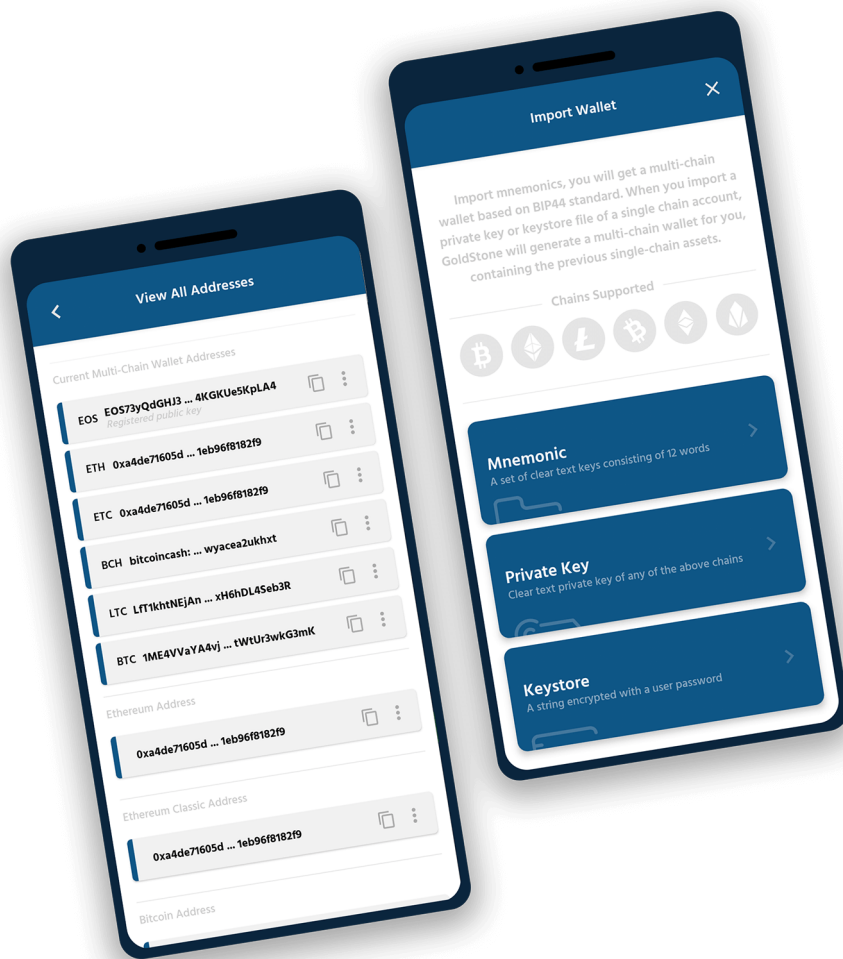 View All Addresses
Current Multi-Chain Wallet Addresses
EOS EOS73yQdGHJ3 ... 4KGKUe5KpLA4
Registered public key
ETH 0xa4de71605d ... 1eb96f8182f9
ETC 0xa4de71605d ... 1eb96f8182f9
BCH bitcoincash: ... wyacea2ukhxt
LTC LfT1khtNEjAn ... xH6hDL4Seb3R
BTC 1ME4VVaYA4vj ... tWtUr3wkG3mK
Ethereum Address
0xa4de71605d ... 1eb96f8182f9
Ethereum Classic Address
0xa4de71605d ... 1eb96f8182f9
Bitcoin Address
Import Wallet
Import mnemonics, you will get a multi-chain
wallet based on BIP44 standard. When you import a
private key or keystore file of a single chain account,
GoldStone will generate a multi-chain wallet for you,
containing the previous single-chain assets.
Chains Supported
Mnemonic
A set of clear text keys consisting of 12 words
Private Key
Clear text private key of any of the above chains
Keystore
A string encrypted with a user password